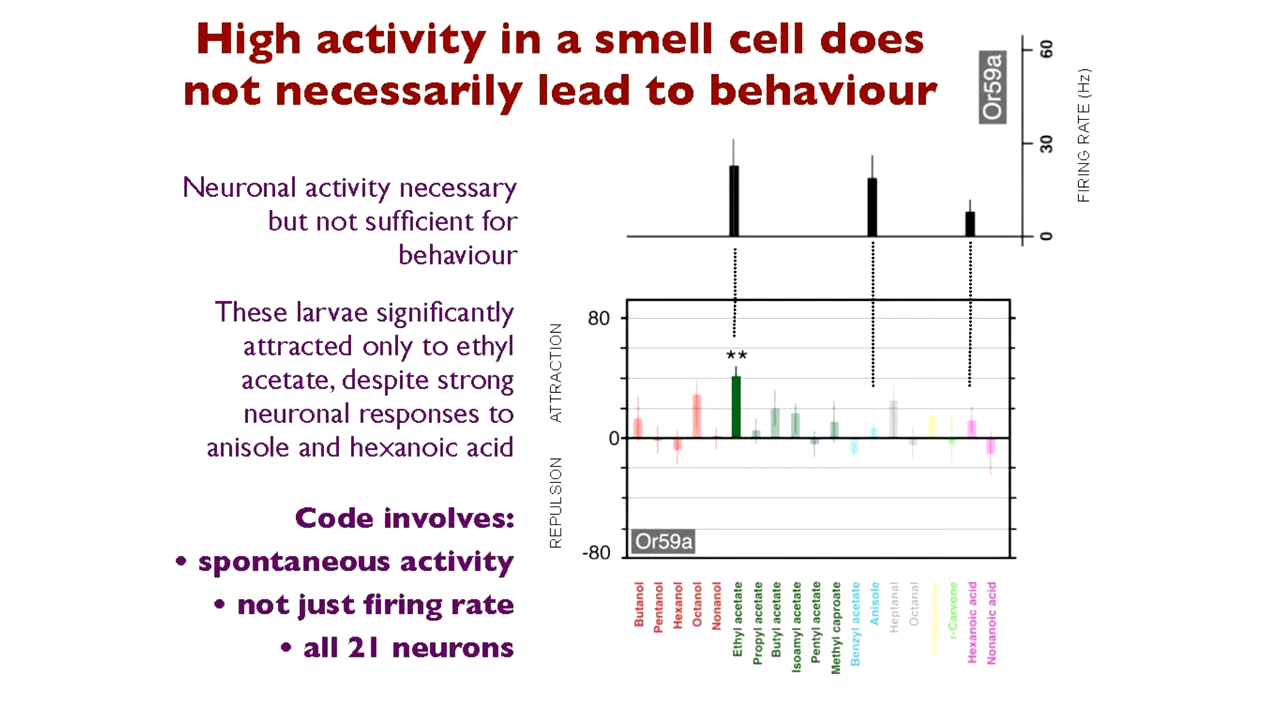 High activity in a smell cell does
not necessarily lead to behaviour
Neuronal activity necessary
but not sufficient for
behaviour
These larvae significantly
attracted only to ethyl
acetate, despite strong
neuronal responses to
anisole and hexanoic acid
Code involves:
• spontaneous activity
• not just firing rate
• all 21 neurons
Or59a
60
30
0
FIRING RATE (Hz)
ATTRACTION
REPULSION
80
0
-80
**
Or59a
Butanol
Pentanol
Hexanol
Octanol
Nonanol
Ethyl acetate
Propyl acetate
Butyl acetate
Isoamyl acetate
Pentyl acetate
Methyl caproate
Benzyl acetate
Anisole
Heptanal
Octanal
r-Carvone
Hexanoic acid
Nonanoic acid